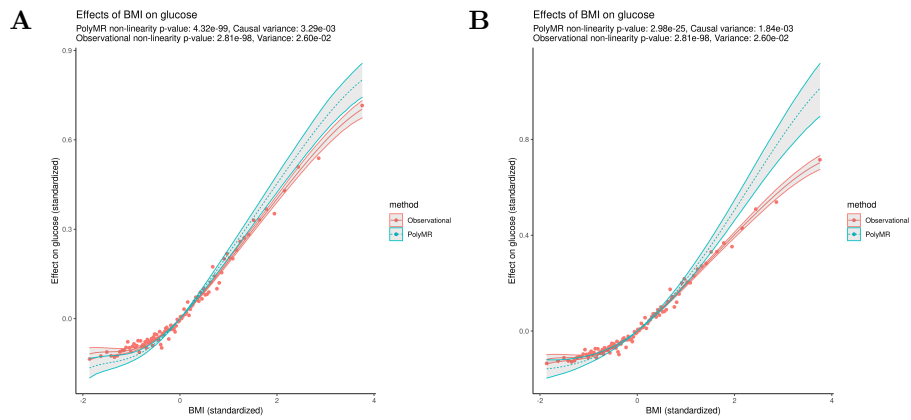 A
Effects of BMI on glucose
PolyMR non-linearity p-value: 4.32e-99, Causal variance: 3.29e-03
Observational non-linearity p-value: 2.81e-98, Variance: 2.60e-02
0.9
0.6
0.3
0.0
Effect on glucose (standardized)
-2
0
2
4
BMI (standardized)
method
Observational
PolyMR
B
Effects of BMI on glucose
PolyMR non-linearity p-value: 2.98e-25, Causal variance: 1.84e-03
Observational non-linearity p-value: 2.81e-98, Variance: 2.60e-02
0.8
0.4
0.0
Effect on glucose (standardized)
-2
0
2
4
BMI (standardized)
method
Observational
PolyMR